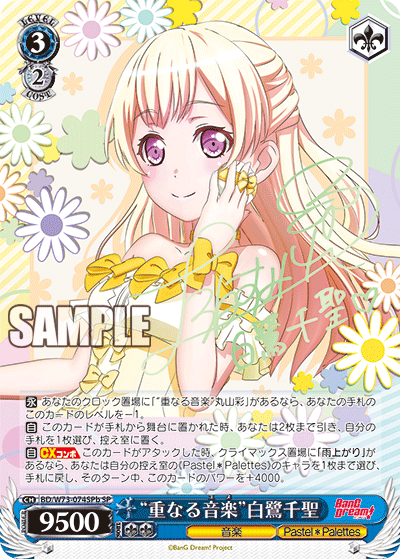 LEVEL
3
2
COST
SAMPLE
白鷺千聖
永 あなたのクロック置場に「“重なる音楽”丸山彩」があるなら、あなたの手札の
このカードのレベルを－1。
自 このカードが手札から舞台に置かれた時、あなたは2枚まで引き、自分の
手札を1枚選び、控え室に置く。
自 CXコンボ このカードがアタックした時、クライマックス置場に「雨上がり」が
あるなら、あなたは自分の控え室の《Pastel＊Palettes》のキャラを1枚まで選び、手
札に戻し、そのターン中、このカードのパワーを＋4000。
CH BD/W73-074SPb SP
POWER
9500
“重なる音楽”白鷺千聖
BanG Dream!
音楽
Pastel＊Palettes
©BanG Dream! Project